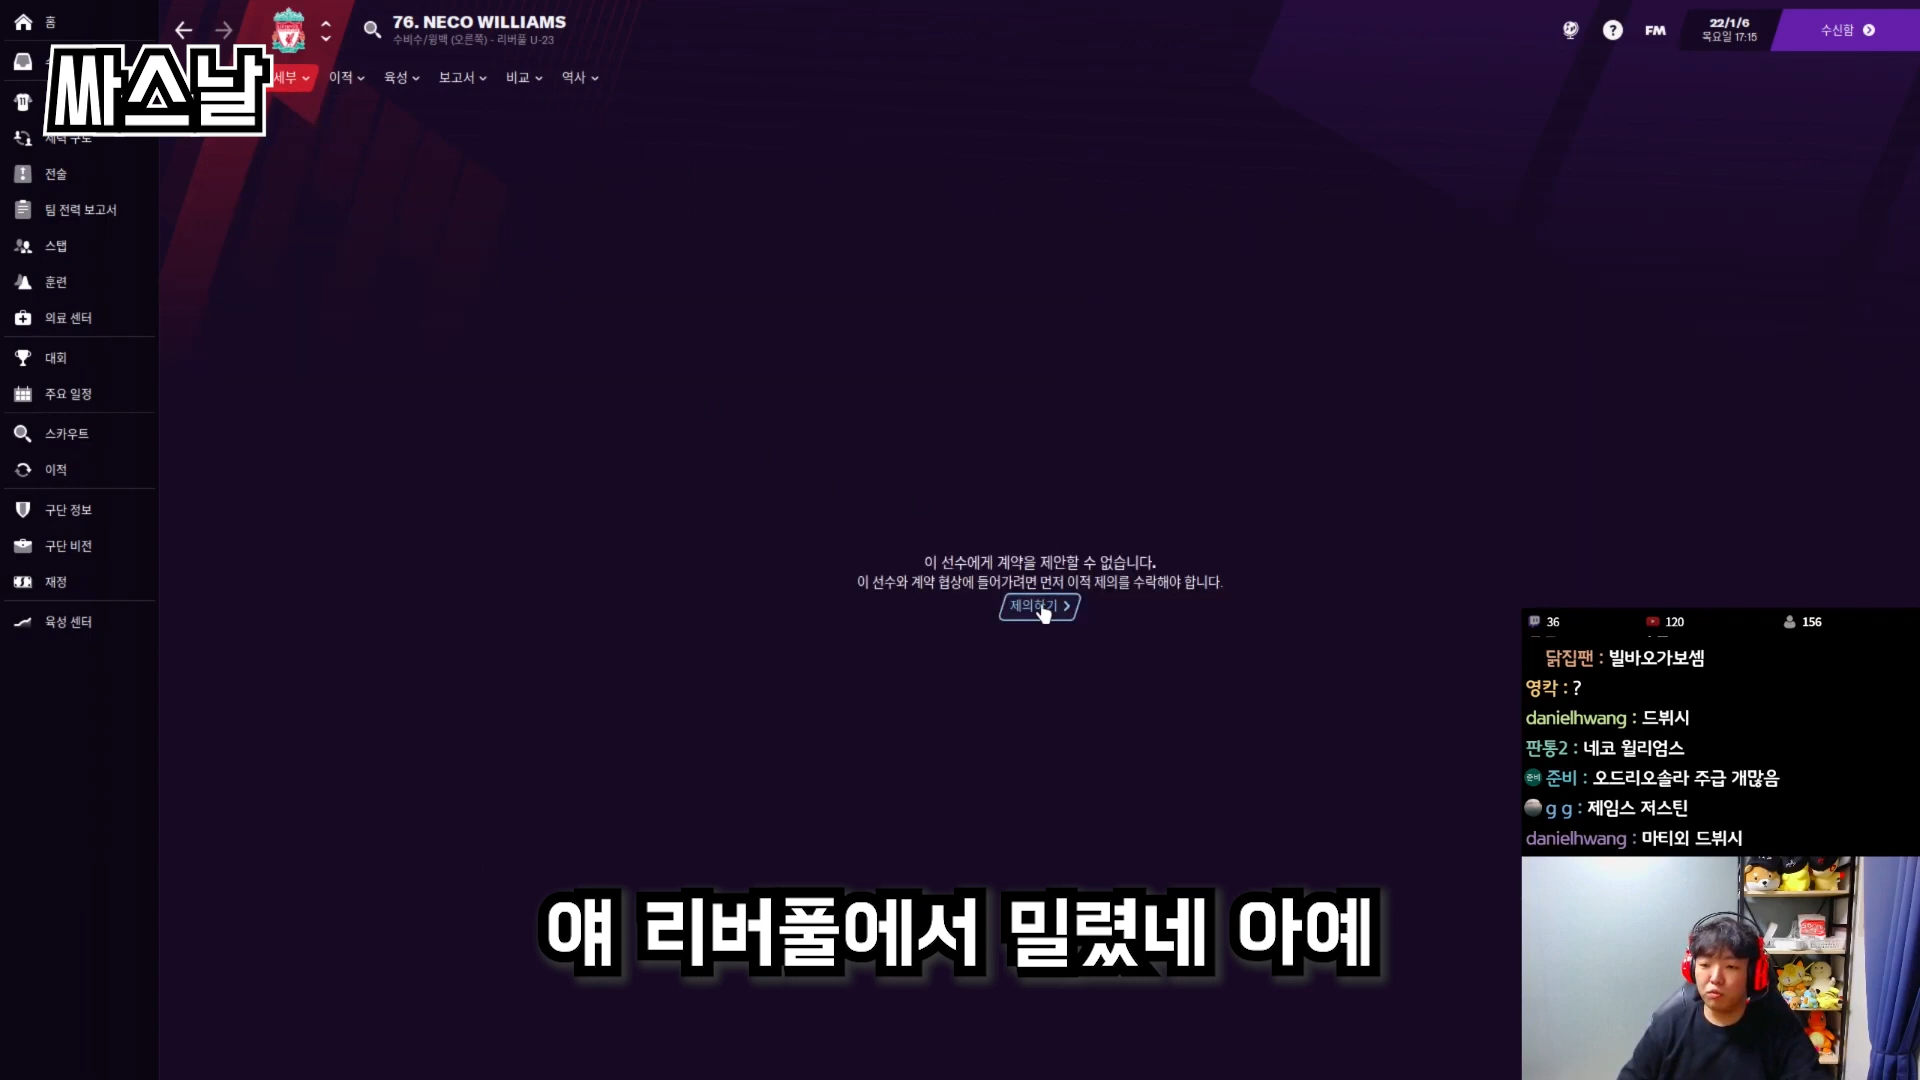 홈
76. NECO WILLIAMS
수비수/윙백 (오른쪽) - 리버풀 U-23
FM
22/1/6
목요일 17:15
수신함
싸스날
세부
이적
육성
보고서
비교
역사
전술
팀 전력 보고서
스탭
훈련
의료 센터
대회
주요 일정
스카우트
이적
구단 정보
구단 비전
재정
육성 센터
이 선수에게 계약을 제안할 수 없습니다.
이 선수와 계약 협상에 들어가려면 먼저 이적 제의를 수락해야 합니다.
제의하기
36 120 156
닭집팬 : 빌바오가보셈
영칵 : ?
danielhwang : 드뷔시
판통2 : 네코 윌리엄스
준비 : 오드리오솔라 주급 개많음
g g : 제임스 저스틴
danielhwang : 마티외 드뷔시
얘 리버풀에서 밀렸네 아예